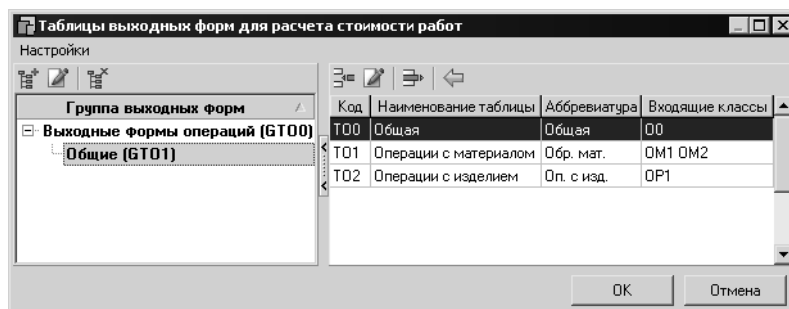 Таблицы выходных форм для расчета стоимости работ
Настройки
Группа выходных форм
Выходные формы операций (GT00)
Общие (GT01)
Код Наименование таблицы Аббревиатура Входящие классы
T00 Общая Общая O0
T01 Операции с материалом Обр. мат. OM1 OM2
T02 Операции с изделием Оп. с изд. OP1
OK Отмена